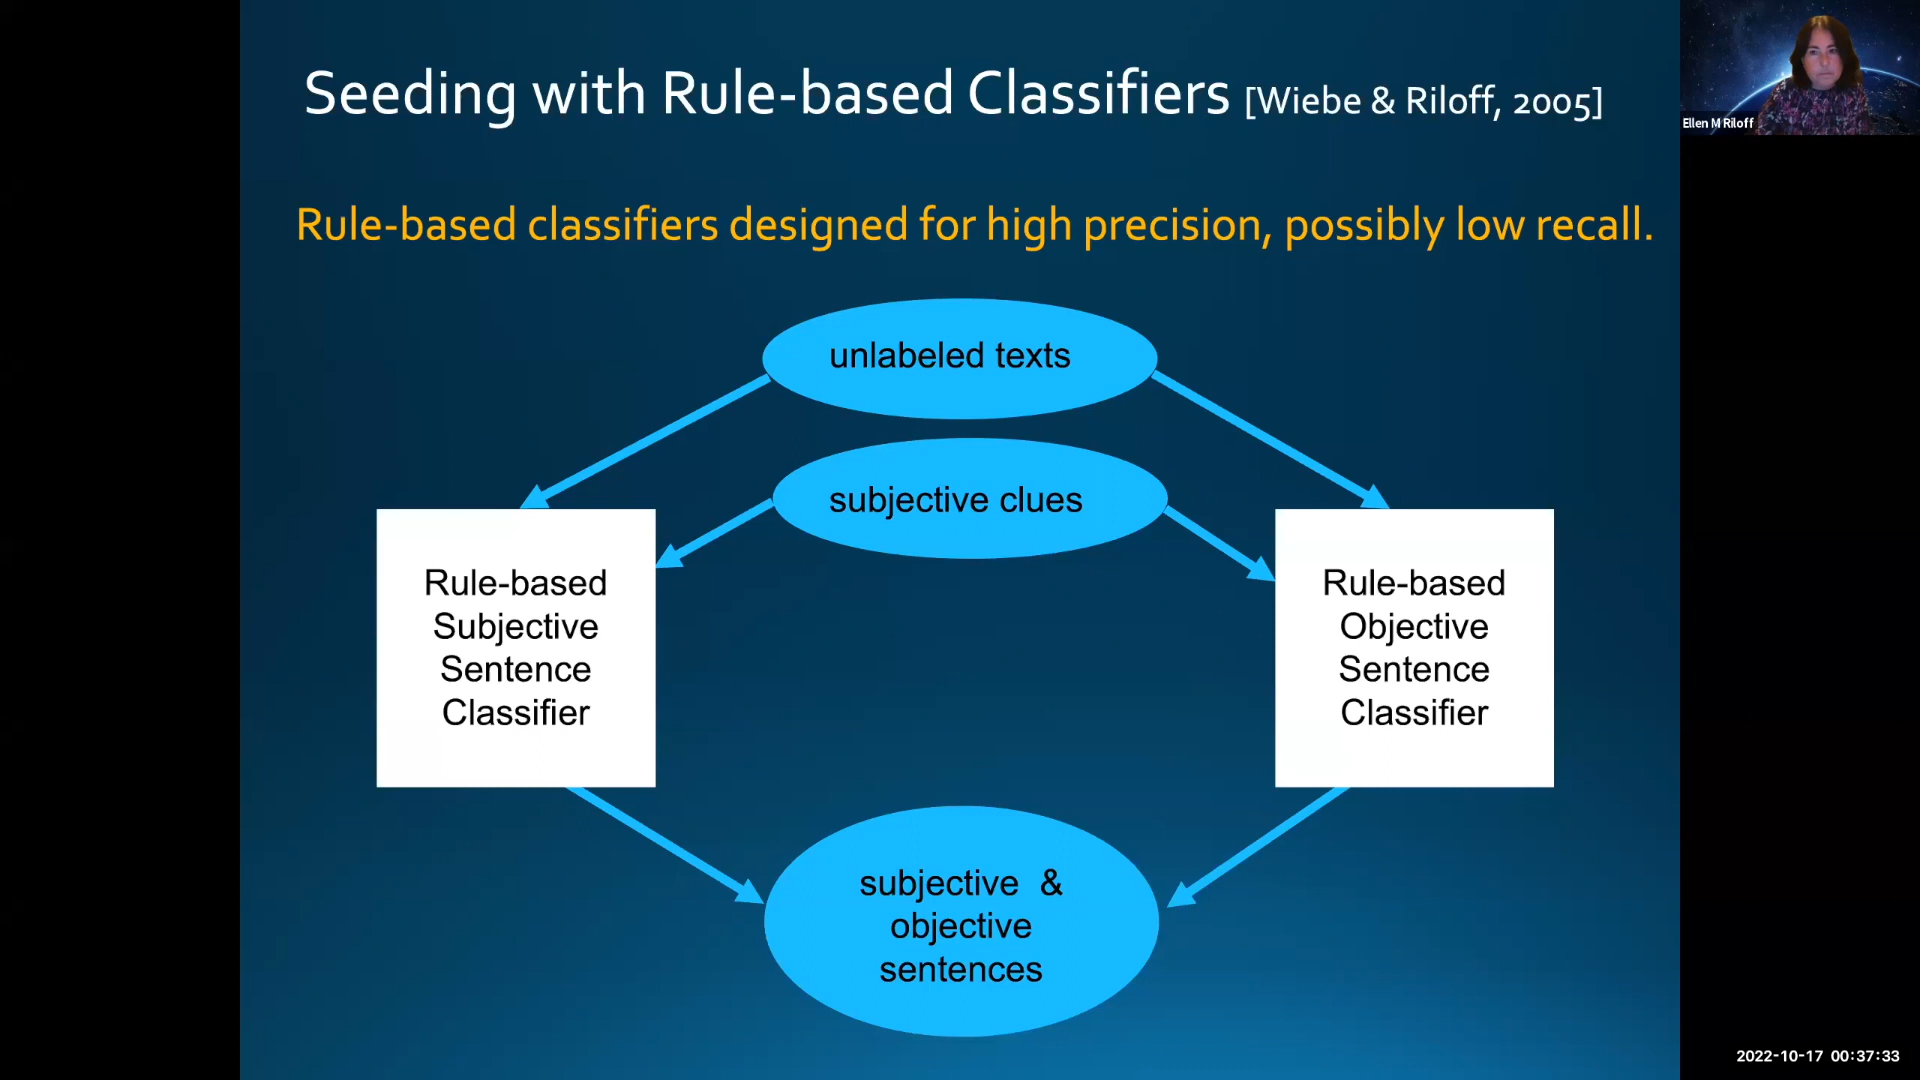 Seeding with Rule-based Classifiers [Wiebe & Riloff, 2005]
Ellen M Riloff
Rule-based classifiers designed for high precision, possibly low recall.
unlabeled texts
subjective clues
Rule-based
Subjective
Sentence
Classifier
Rule-based
Objective
Sentence
Classifier
subjective &
objective
sentences
2022-10-17 00:37:33